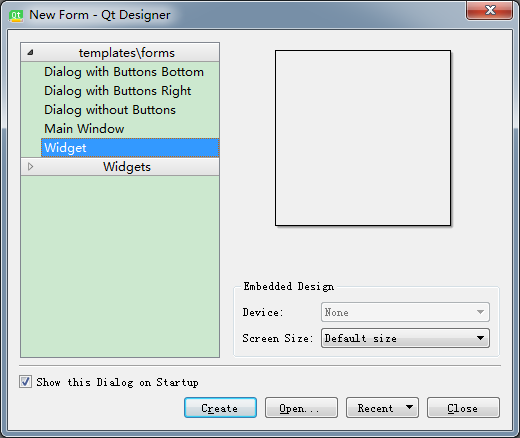 New Form - Qt Designer
templates\forms
Dialog with Buttons Bottom
Dialog with Buttons Right
Dialog without Buttons
Main Window
Widget
Widgets
Embedded Design
Device: None
Screen Size: Default size
Show this Dialog on Startup
Create Open... Recent Close